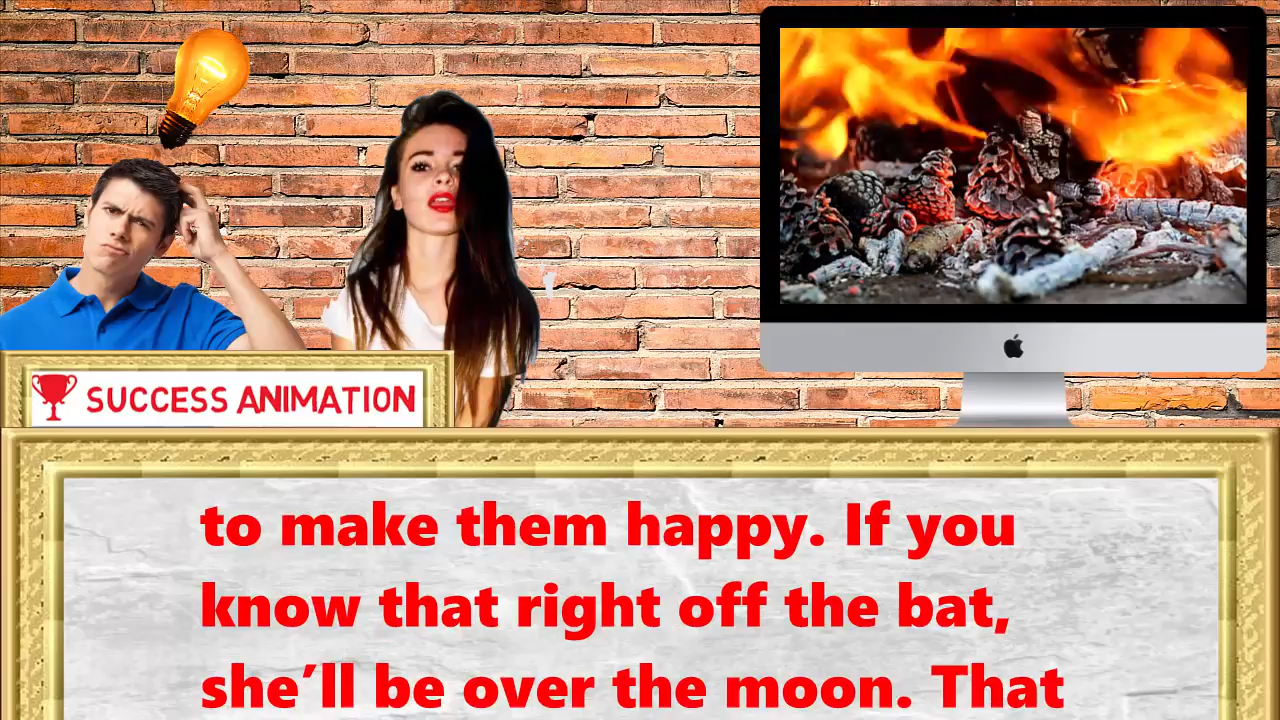 SUCCESS ANIMATION
to make them happy. If you
know that right off the bat,
she’ll be over the moon. That